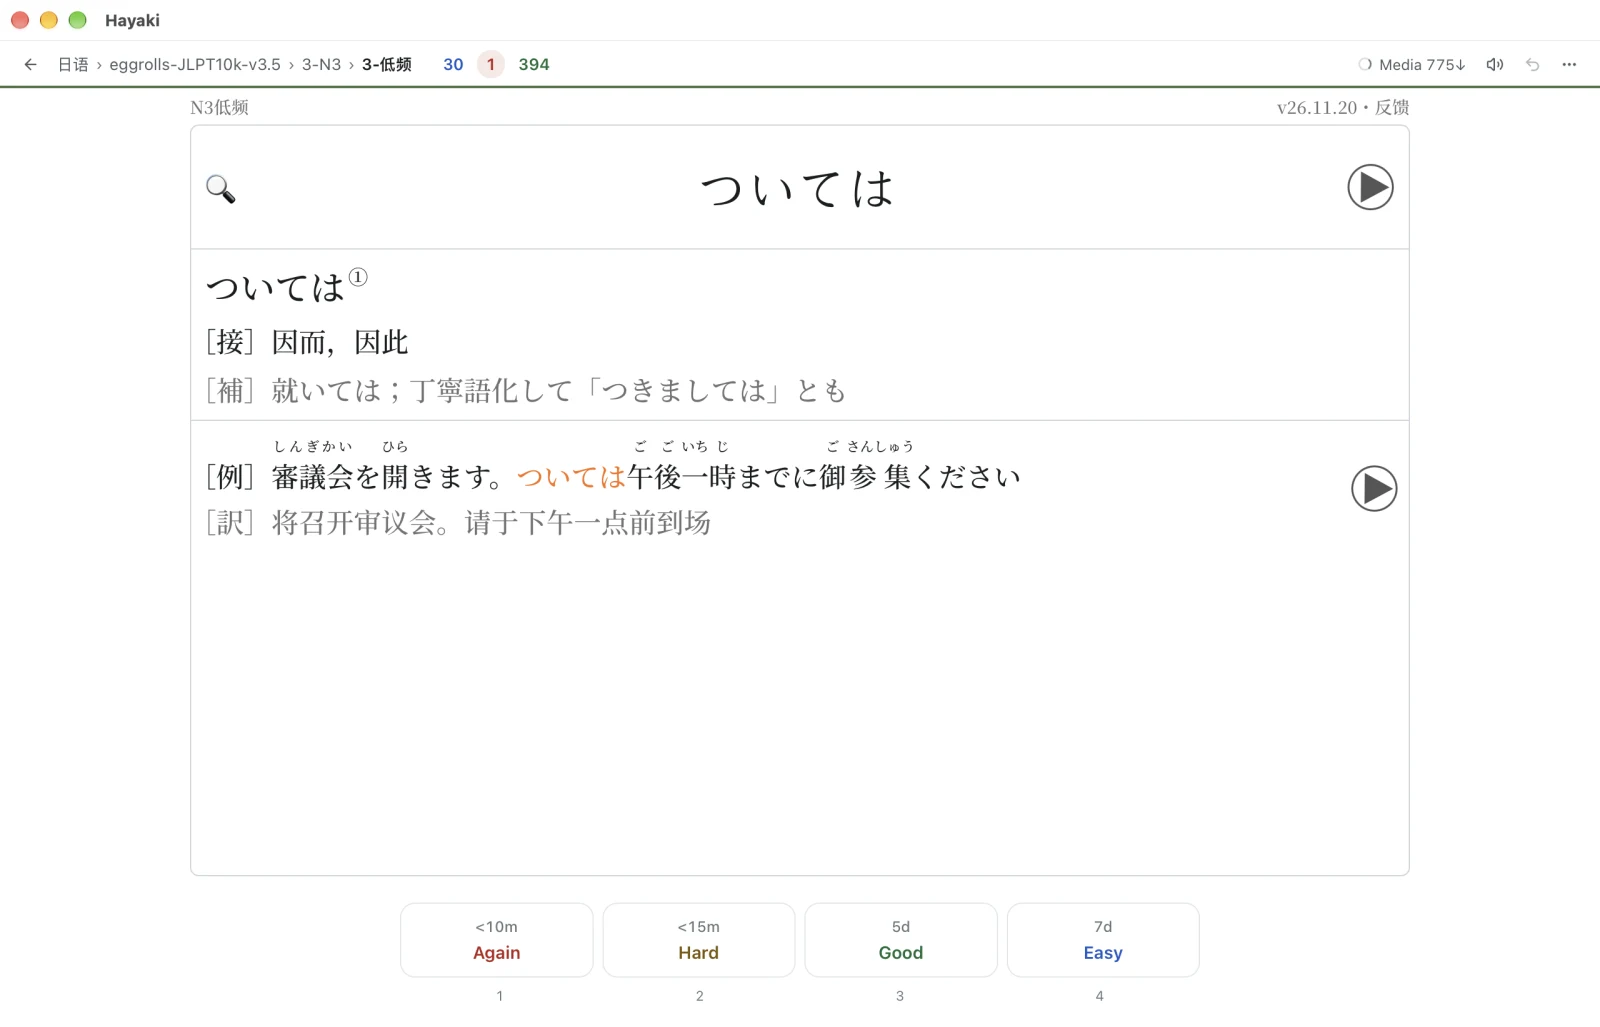 Hayaki
日语 › eggrolls-JLPT10k-v3.5 › 3-N3 › 3-低频 30 1 394 Media 775↓
N3低频 v26.11.20・反馈
ついては
ついては①
［接］因而，因此
［補］就いては；丁寧語化して「つきましては」とも
しんぎかい ひら ご ご いち じ ご さんしゅう
［例］審議会を開きます。ついては午後一時までに御参集ください
［訳］将召开审议会。请于下午一点前到场
<10m <15m 5d 7d
Again Hard Good Easy
1 2 3 4